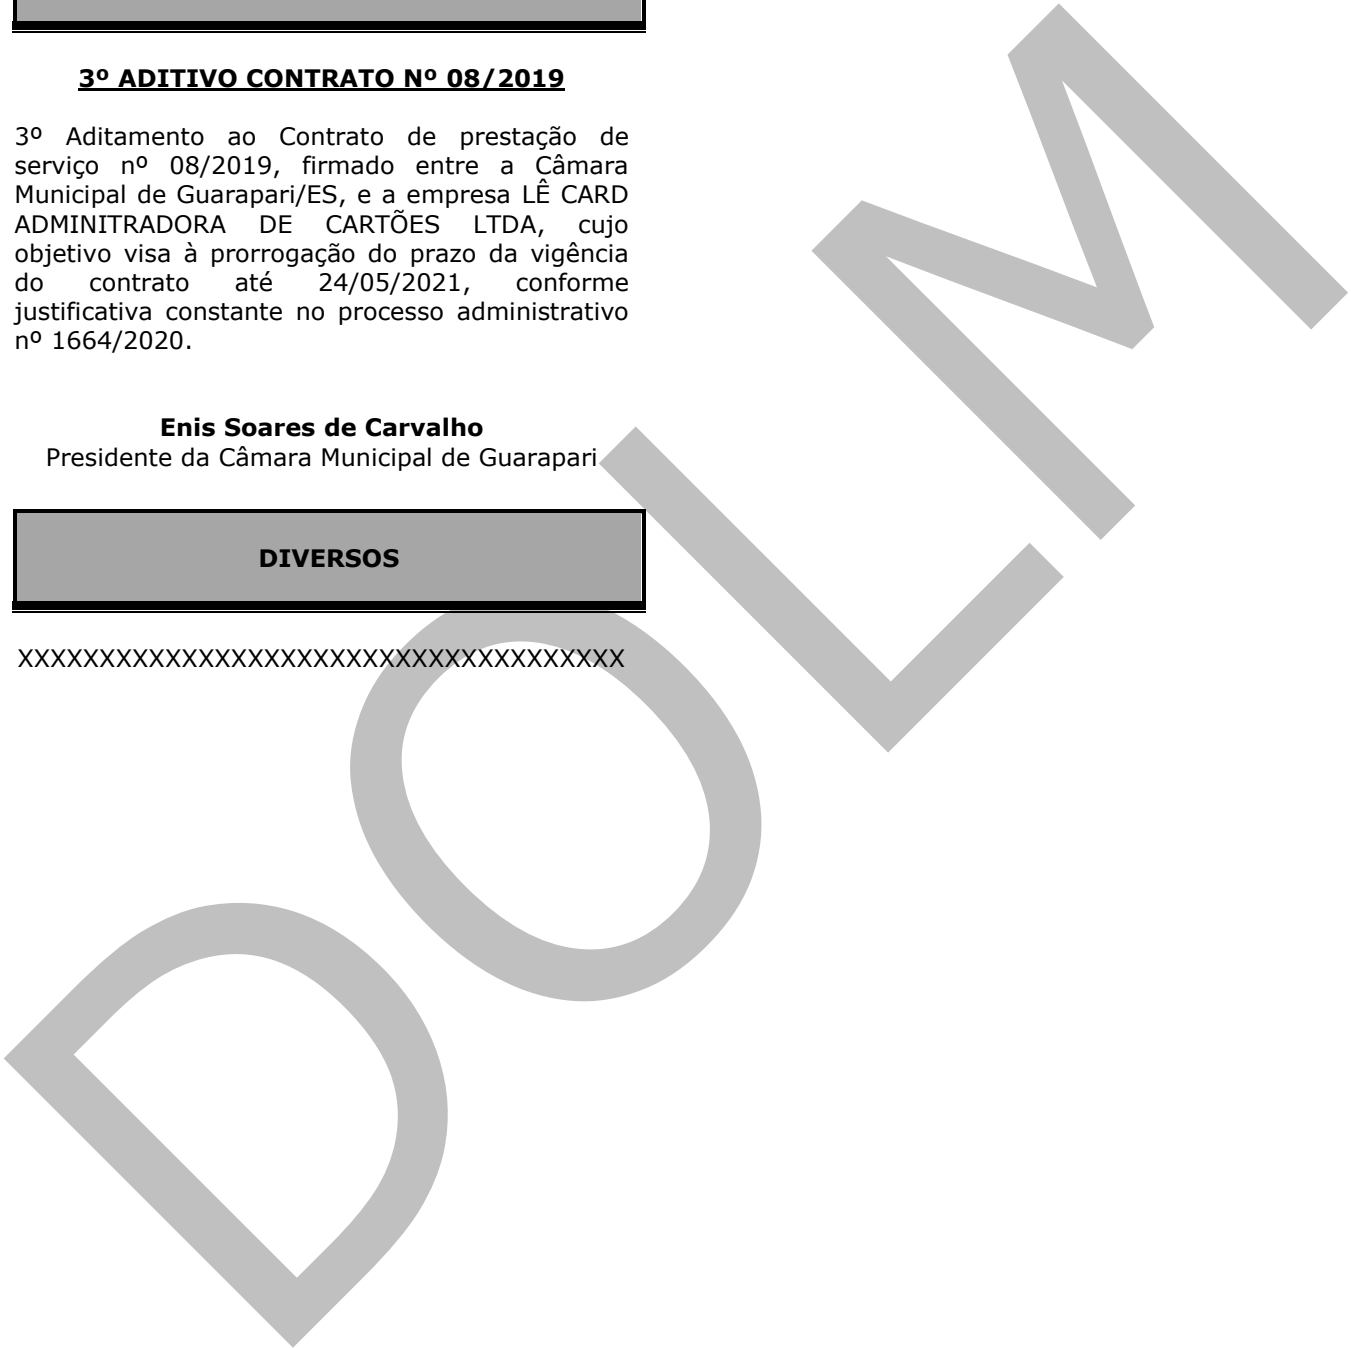 3º ADITIVO CONTRATO Nº 08/2019
3º Aditamento ao Contrato de prestação de
serviço nº 08/2019, firmado entre a Câmara
Municipal de Guarapari/ES, e a empresa LÊ CARD
ADMINITRADORA DE CARTÕES LTDA, cujo
objetivo visa à prorrogação do prazo da vigência
do contrato até 24/05/2021, conforme
justificativa constante no processo administrativo
nº 1664/2020.
Enis Soares de Carvalho
Presidente da Câmara Municipal de Guarapari
DIVERSOS
XXXXXXXXXXXXXXXXXXXXXXXXXXXXXXXXXXXXX
DOLM